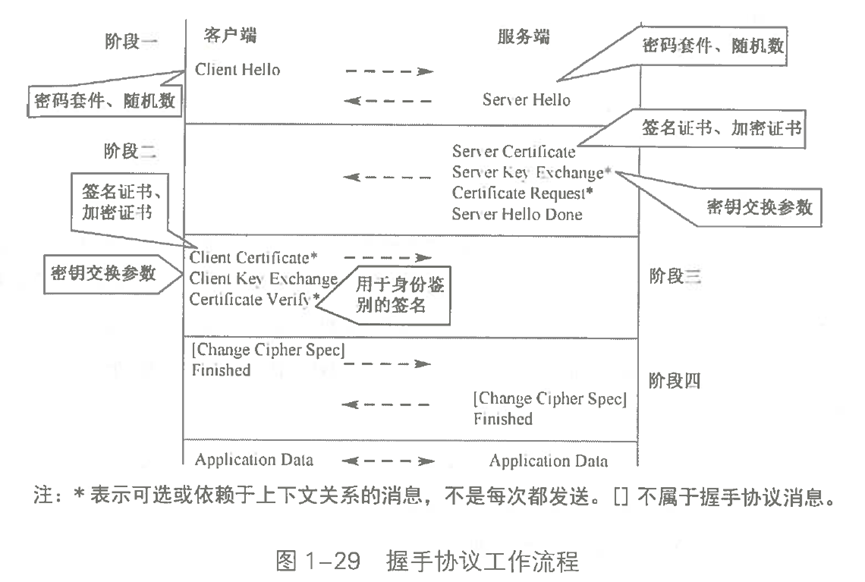 阶段一
客户端
服务端
密码套件、随机数
Client Hello
密码套件、随机数
Server Hello
签名证书、加密证书
阶段二
Server Certificate
Server Key Exchange*
Certificate Request*
Server Hello Done
签名证书、
加密证书
密钥交换参数
Client Certificate*
Client Key Exchange
Certificate Verify*
密钥交换参数
用于身份鉴
别的签名
阶段三
[Change Cipher Spec]
Finished
阶段四
[Change Cipher Spec]
Finished
Application Data
Application Data
注：*表示可选或依赖于上下文关系的消息，不是每次都发送。[] 不属于握手协议消息。
图 1-29 握手协议工作流程